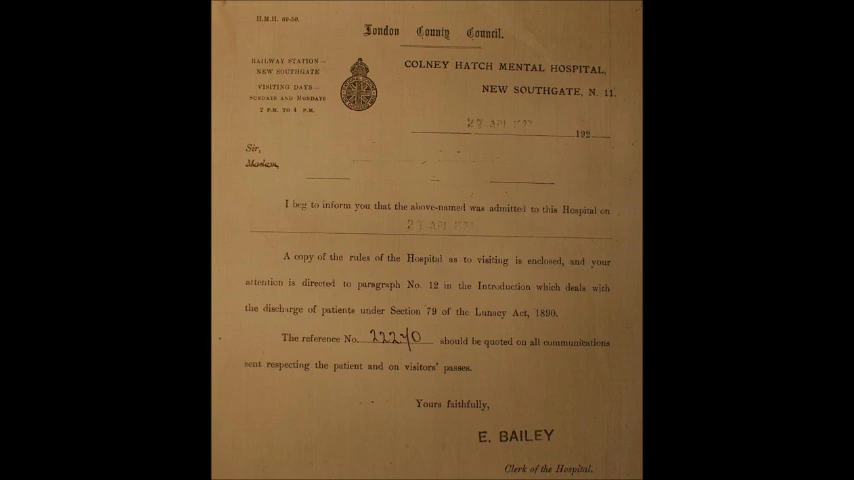 H.M.H. 60-50.
London County Council.
RAILWAY STATION—
NEW SOUTHGATE
VISITING DAYS—
SUNDAYS AND MONDAYS
2 P.M. TO 4 P.M.
COLNEY HATCH MENTAL HOSPITAL,
NEW SOUTHGATE, N. 11.
192
Sir,
Madam,
I beg to inform you that the above-named was admitted to this Hospital on
A copy of the rules of the Hospital as to visiting is enclosed, and your
attention is directed to paragraph No. 12 in the Introduction which deals with
the discharge of patients under Section 79 of the Lunacy Act, 1890.
The reference No. 22270 should be quoted on all communications
sent respecting the patient and on visitors' passes.
Yours faithfully,
E. BAILEY
Clerk of the Hospital.